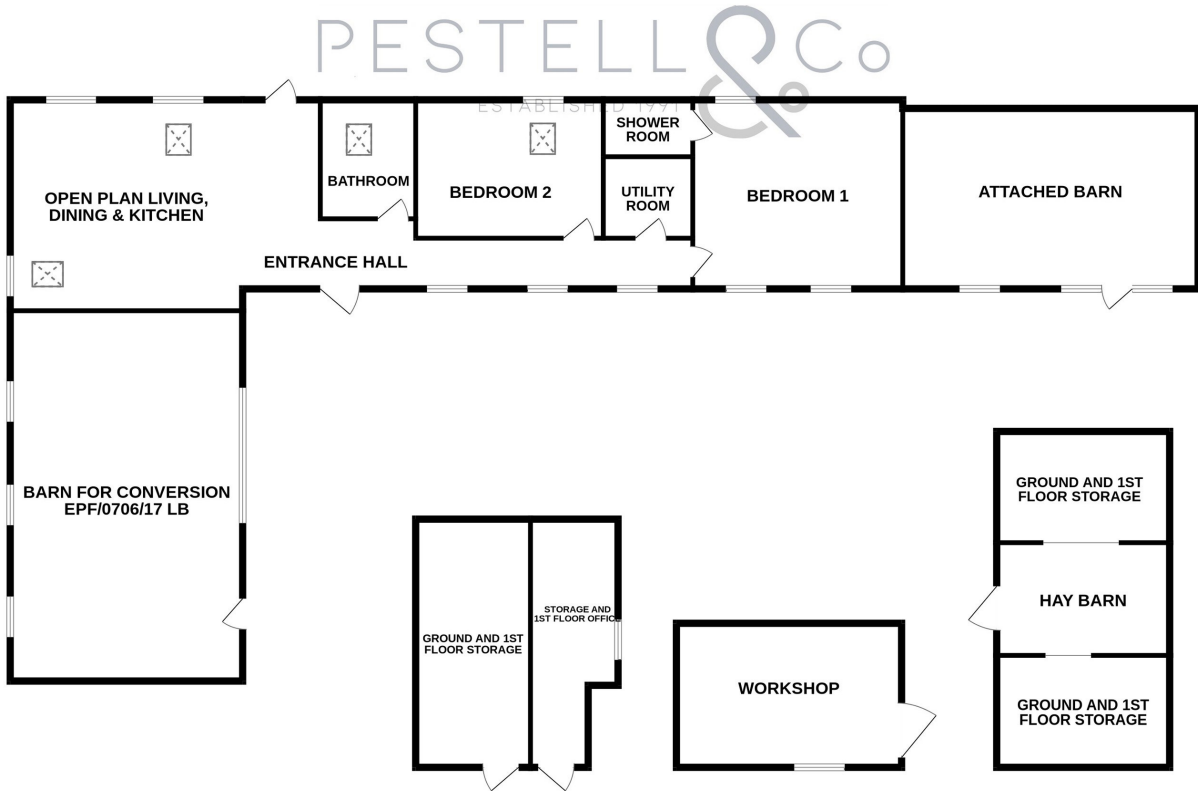 PESTELL & Co
ESTABLISHED 1991
SHOWER
ROOM
OPEN PLAN LIVING,
DINING & KITCHEN
BATHROOM
BEDROOM 2
UTILITY
ROOM
BEDROOM 1
ATTACHED BARN
ENTRANCE HALL
BARN FOR CONVERSION
EPF/0706/17 LB
GROUND AND 1ST
FLOOR STORAGE
STORAGE AND
1ST FLOOR OFFICE
GROUND AND 1ST
FLOOR STORAGE
HAY BARN
WORKSHOP
GROUND AND 1ST
FLOOR STORAGE